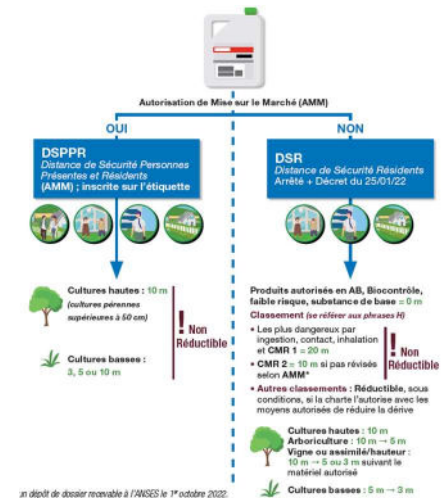 Autorisation de Mise sur le Marché (AMM)
OUI
DSPPR
Distance de Sécurité Personnes
Présentes et Résidents
(AMM) ; inscrite sur l'étiquette
Cultures hautes : 10 m
(cultures pérennes
supérieures à 50 cm)
Cultures basses :
3, 5 ou 10 m
! Non
Réductible
NON
DSR
Distance de Sécurité Résidents
Arrêté + Décret du 25/01/22
Produits autorisés en AB, Biocontrôle,
faible risque, substance de base = 0 m
Classement (se référer aux phrases H)
• Les plus dangereux par
ingestion, contact, inhalation
et CMR 1 = 20 m
• CMR 2 = 10 m si pas révisés
selon AMM*
! Non
Réductible
• Autres classements : Réductible, sous
conditions, si la charte l'autorise avec les
moyens autorisés de réduire la dérive
Cultures hautes : 10 m
Arboriculture : 10 m → 5 m
Vigne ou assimilé/hauteur :
10 m → 5 ou 3 m suivant le
matériel autorisé
Cultures basses : 5 m → 3 m
un dépôt de dossier recevable à l'ANSES le 1er octobre 2022.